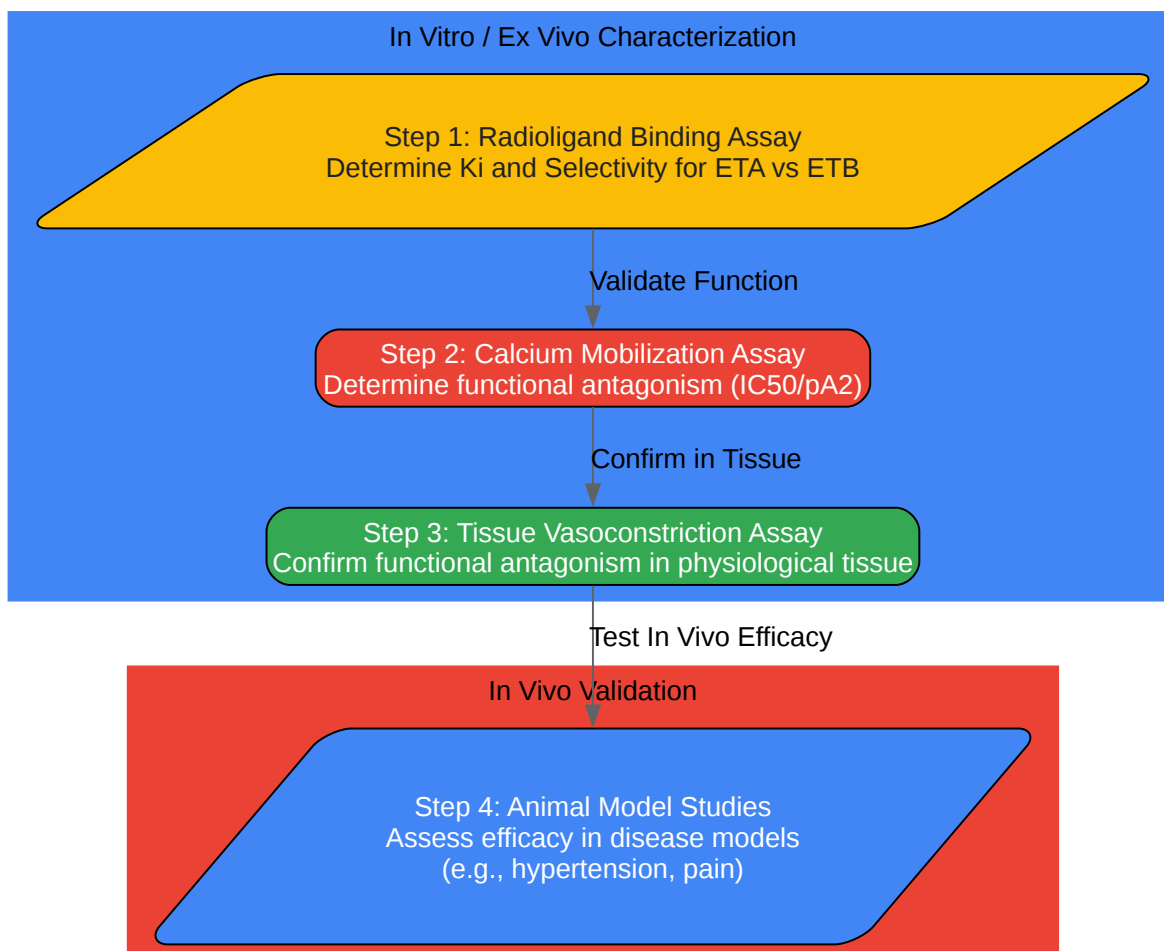 In Vitro / Ex Vivo Characterization
Step 1: Radioligand Binding Assay
Determine Ki and Selectivity for ETA vs ETB
Validate Function
Step 2: Calcium Mobilization Assay
Determine functional antagonism (IC50/pA2)
Confirm in Tissue
Step 3: Tissue Vasoconstriction Assay
Confirm functional antagonism in physiological tissue
Test In Vivo Efficacy
In Vivo Validation
Step 4: Animal Model Studies
Assess efficacy in disease models
(e.g., hypertension, pain)